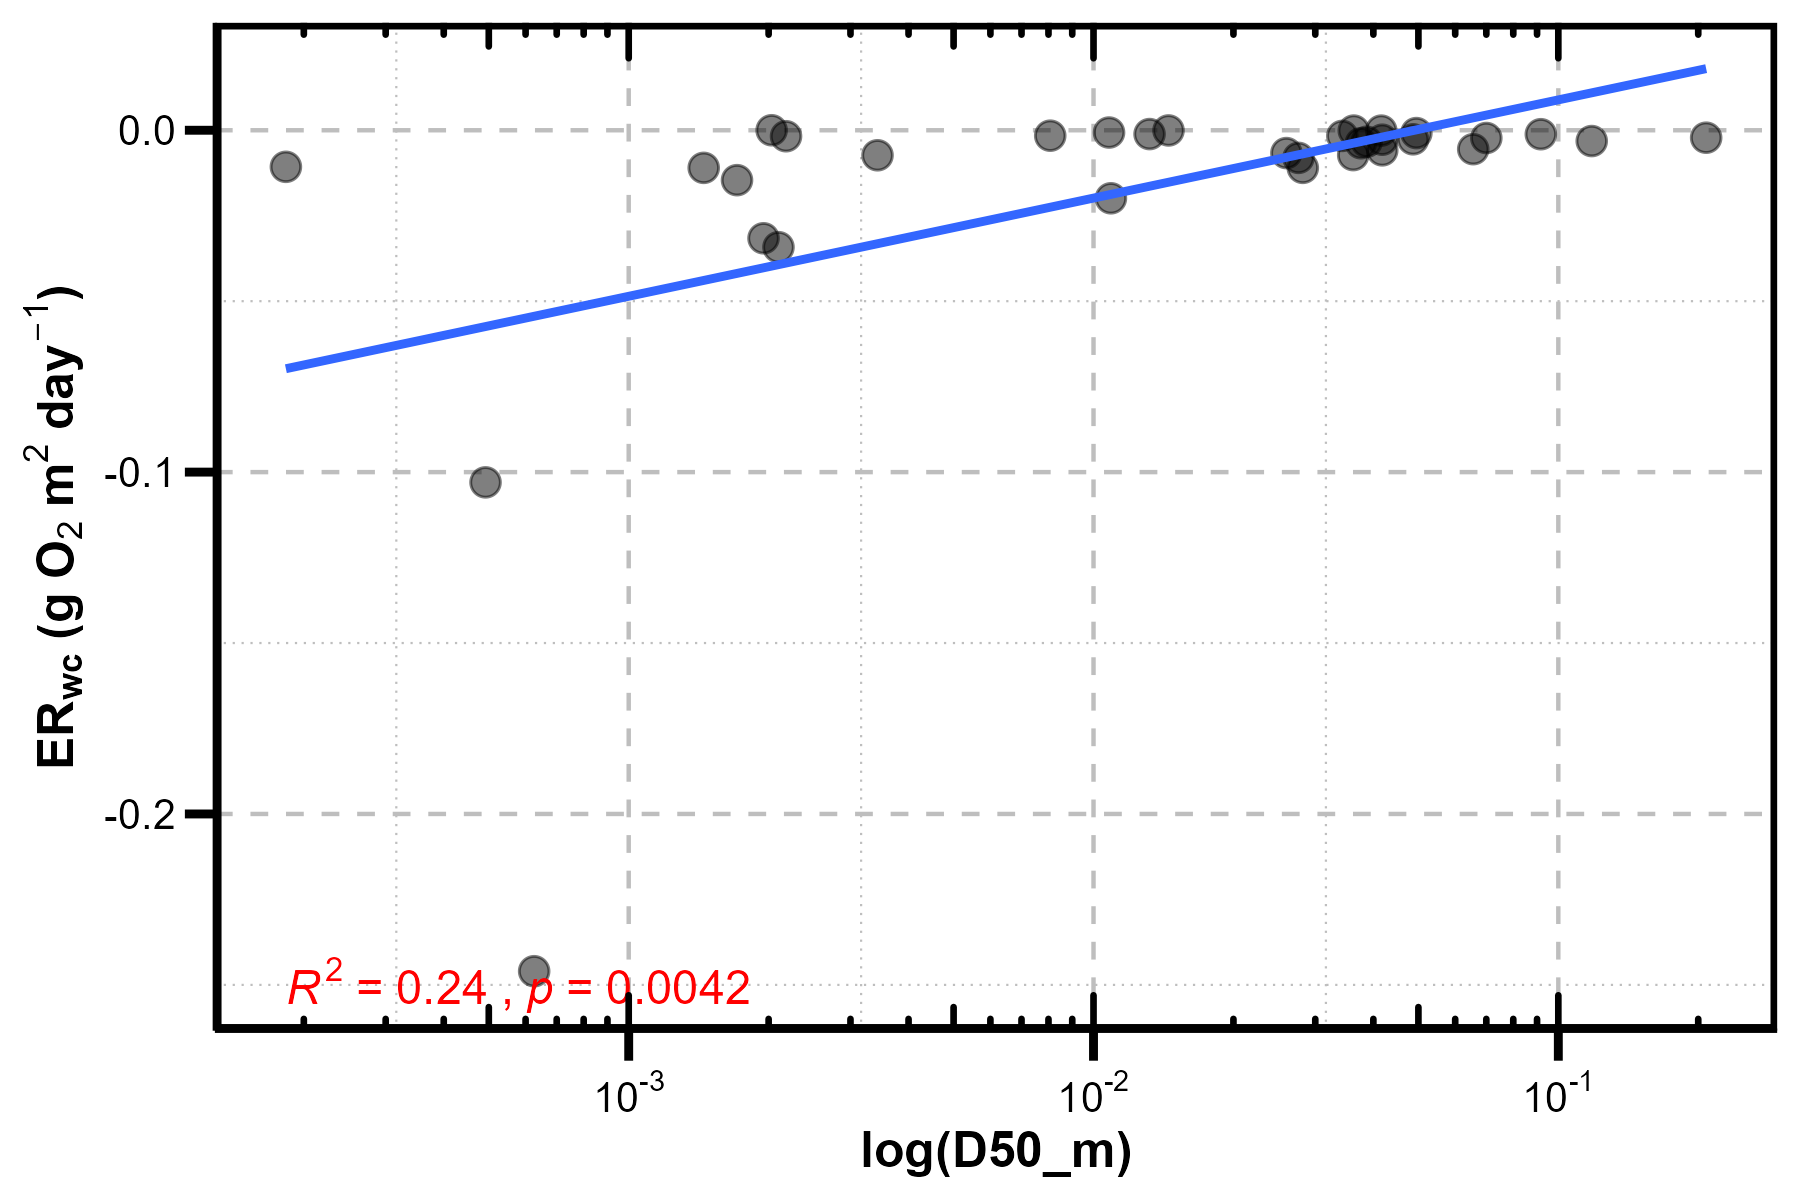 0.0
-0.1
-0.2
ER_wc (g O₂ m² day⁻¹)
R² = 0.24 , p = 0.0042
10⁻³ 10⁻² 10⁻¹
log(D50_m)